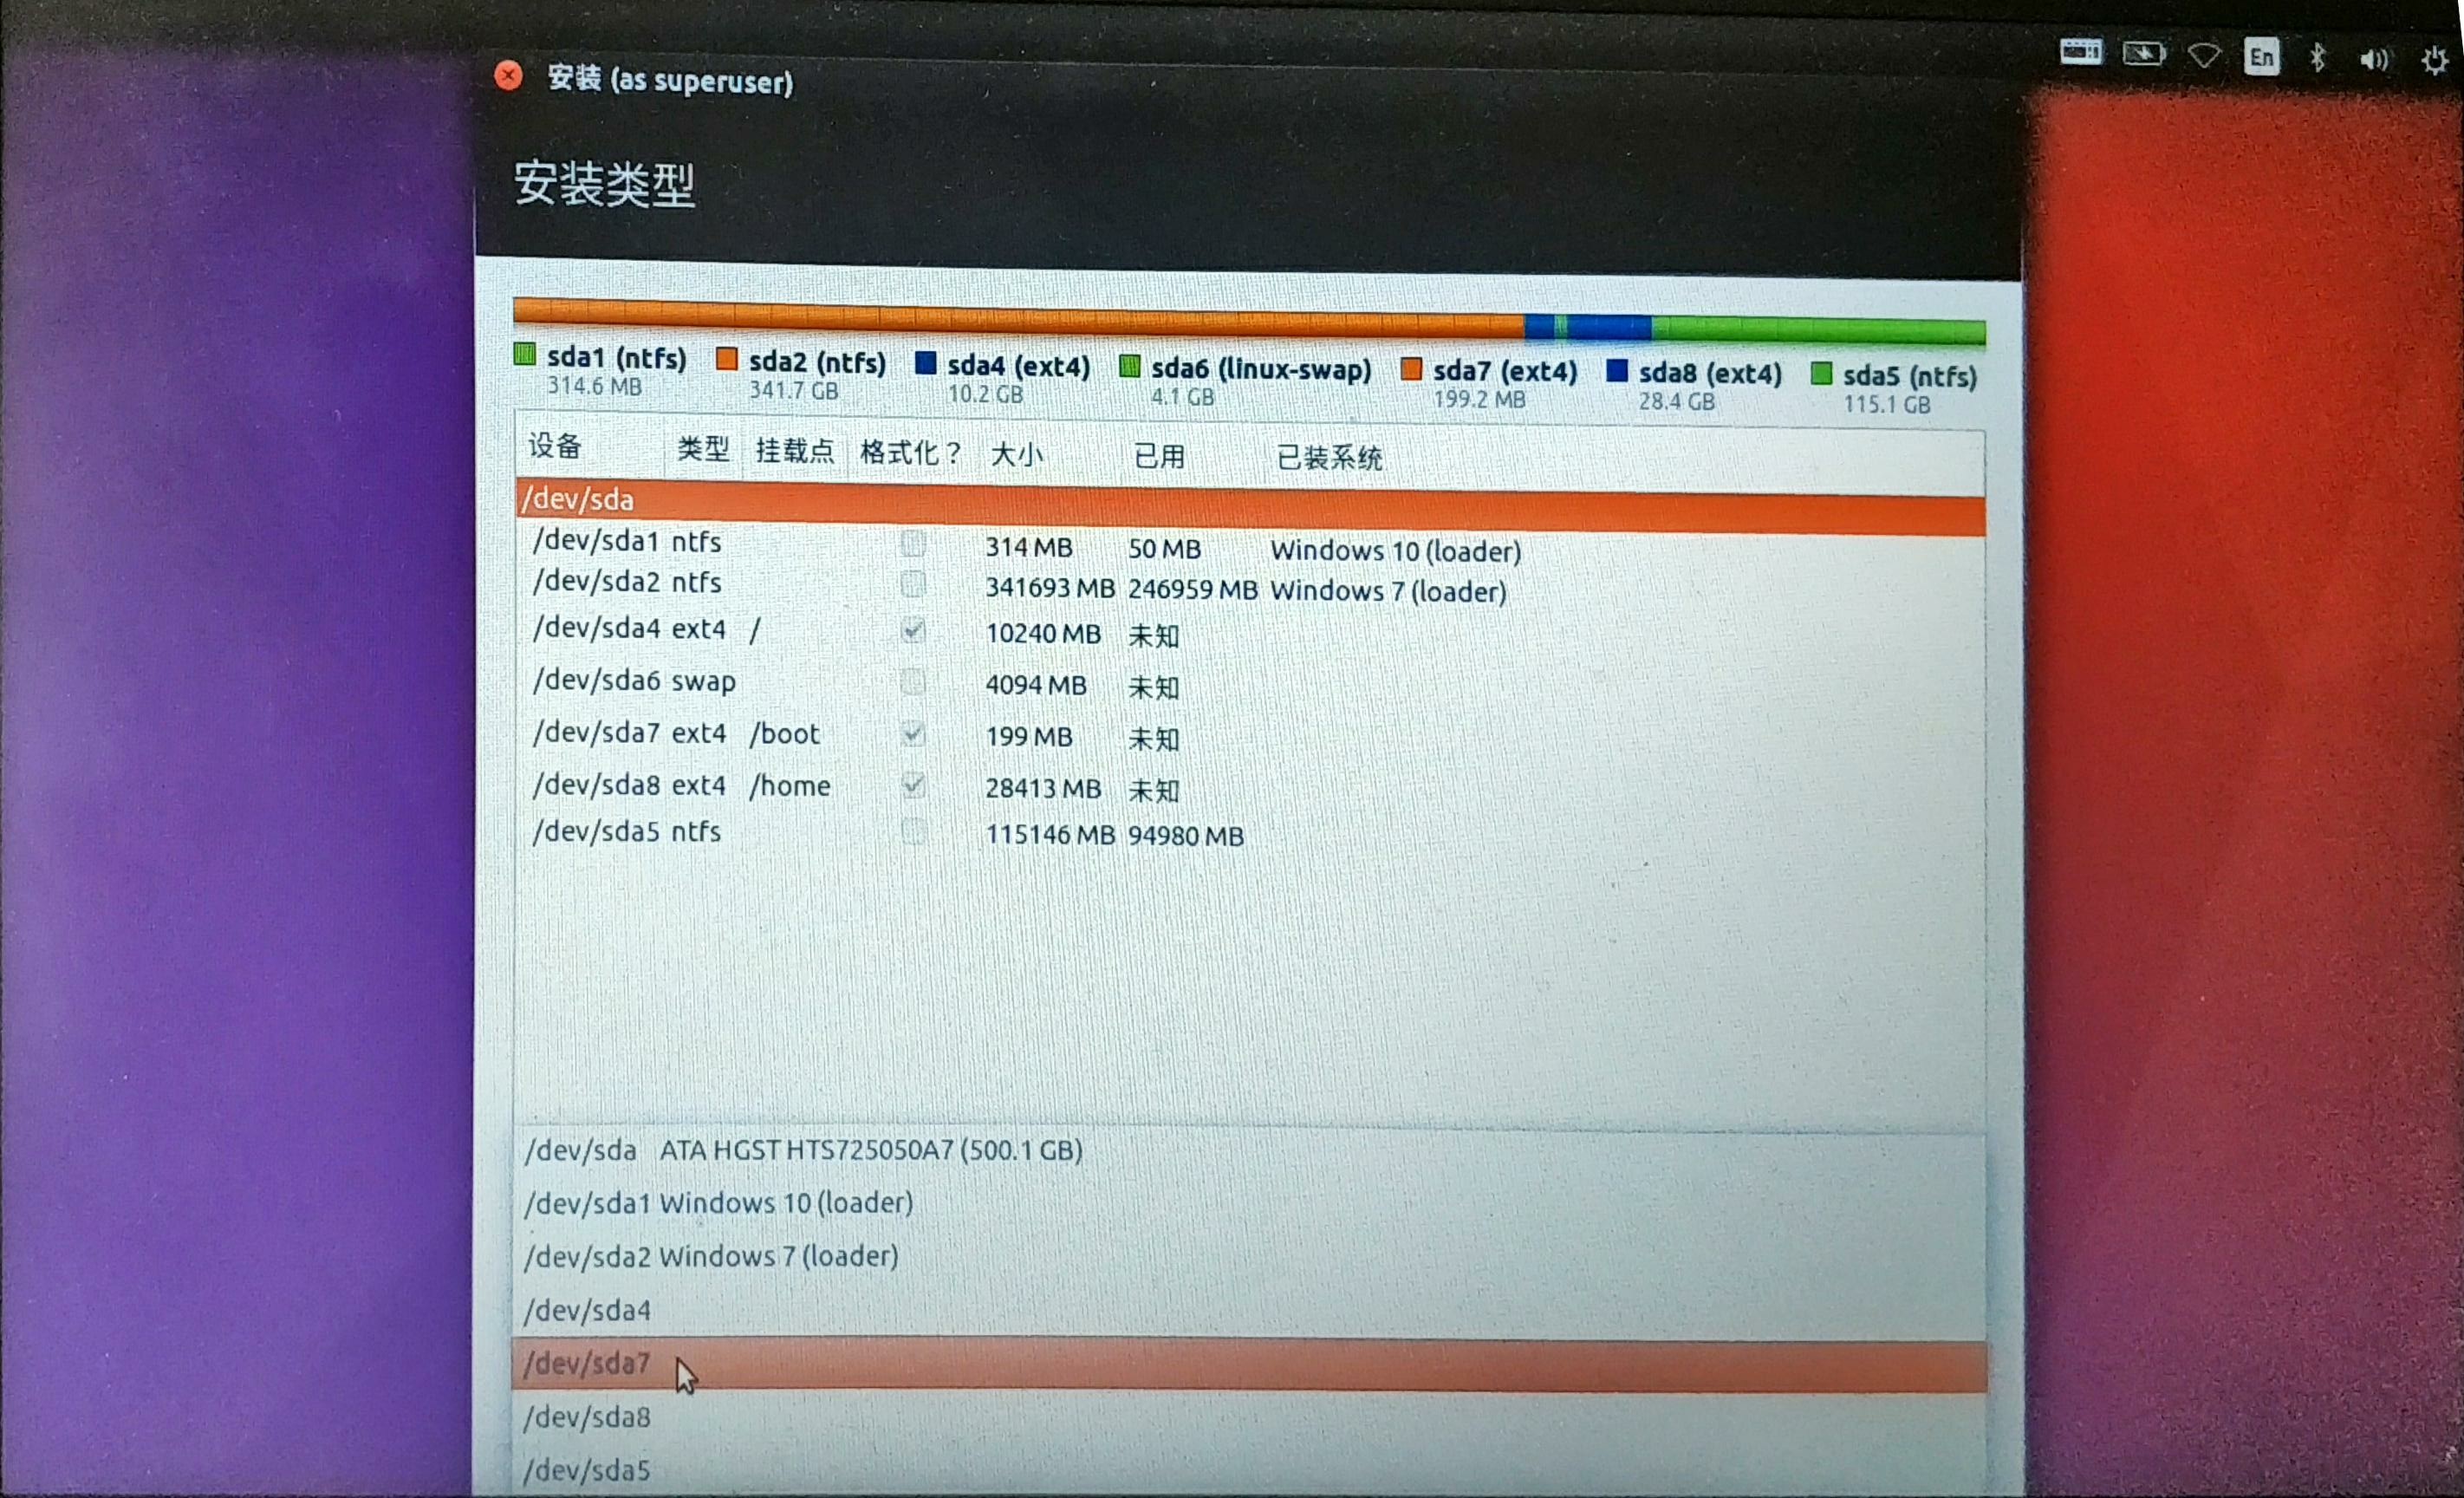 安装 (as superuser)
En
安装类型
sda1 (ntfs) sda2 (ntfs) sda4 (ext4) sda6 (linux-swap) sda7 (ext4) sda8 (ext4) sda5 (ntfs)
314.6 MB 341.7 GB 10.2 GB 4.1 GB 199.2 MB 28.4 GB 115.1 GB
设备 类型 挂载点 格式化？ 大小 已用 已装系统
/dev/sda
/dev/sda1 ntfs 314 MB 50 MB Windows 10 (loader)
/dev/sda2 ntfs 341693 MB 246959 MB Windows 7 (loader)
/dev/sda4 ext4 / 10240 MB 未知
/dev/sda6 swap 4094 MB 未知
/dev/sda7 ext4 /boot 199 MB 未知
/dev/sda8 ext4 /home 28413 MB 未知
/dev/sda5 ntfs 115146 MB 94980 MB
/dev/sda ATA HGST HTS725050A7 (500.1 GB)
/dev/sda1 Windows 10 (loader)
/dev/sda2 Windows 7 (loader)
/dev/sda4
/dev/sda7
/dev/sda8
/dev/sda5